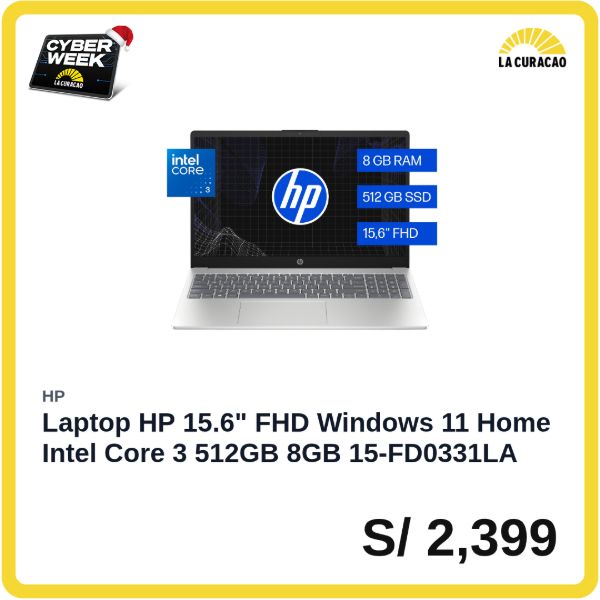 CYBER
WEEK
LA CURACAO
LA CURACAO
intel
CORE
3
hp
8 GB RAM
512 GB SSD
15,6" FHD
HP
Laptop HP 15.6" FHD Windows 11 Home
Intel Core 3 512GB 8GB 15-FD0331LA
S/ 2,399